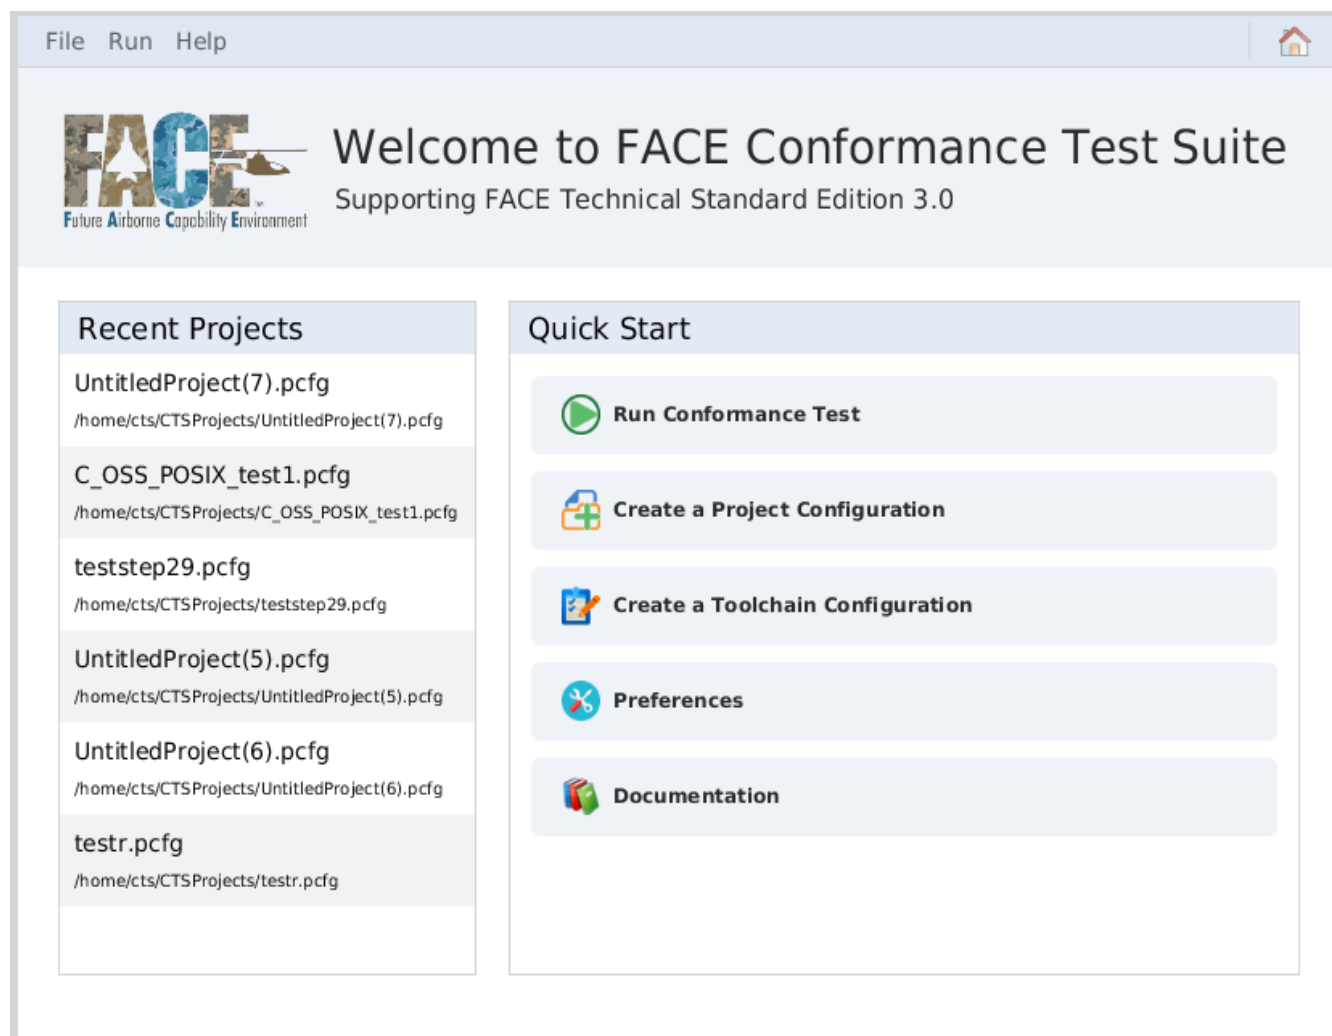 File Run Help
FACE
Future Airborne Capability Environment
Welcome to FACE Conformance Test Suite
Supporting FACE Technical Standard Edition 3.0
Recent Projects
UntitledProject(7).pcfg
/home/cts/CTSProjects/UntitledProject(7).pcfg
C_OSS_POSIX_test1.pcfg
/home/cts/CTSProjects/C_OSS_POSIX_test1.pcfg
teststep29.pcfg
/home/cts/CTSProjects/teststep29.pcfg
UntitledProject(5).pcfg
/home/cts/CTSProjects/UntitledProject(5).pcfg
UntitledProject(6).pcfg
/home/cts/CTSProjects/UntitledProject(6).pcfg
testr.pcfg
/home/cts/CTSProjects/testr.pcfg
Quick Start
Run Conformance Test
Create a Project Configuration
Create a Toolchain Configuration
Preferences
Documentation